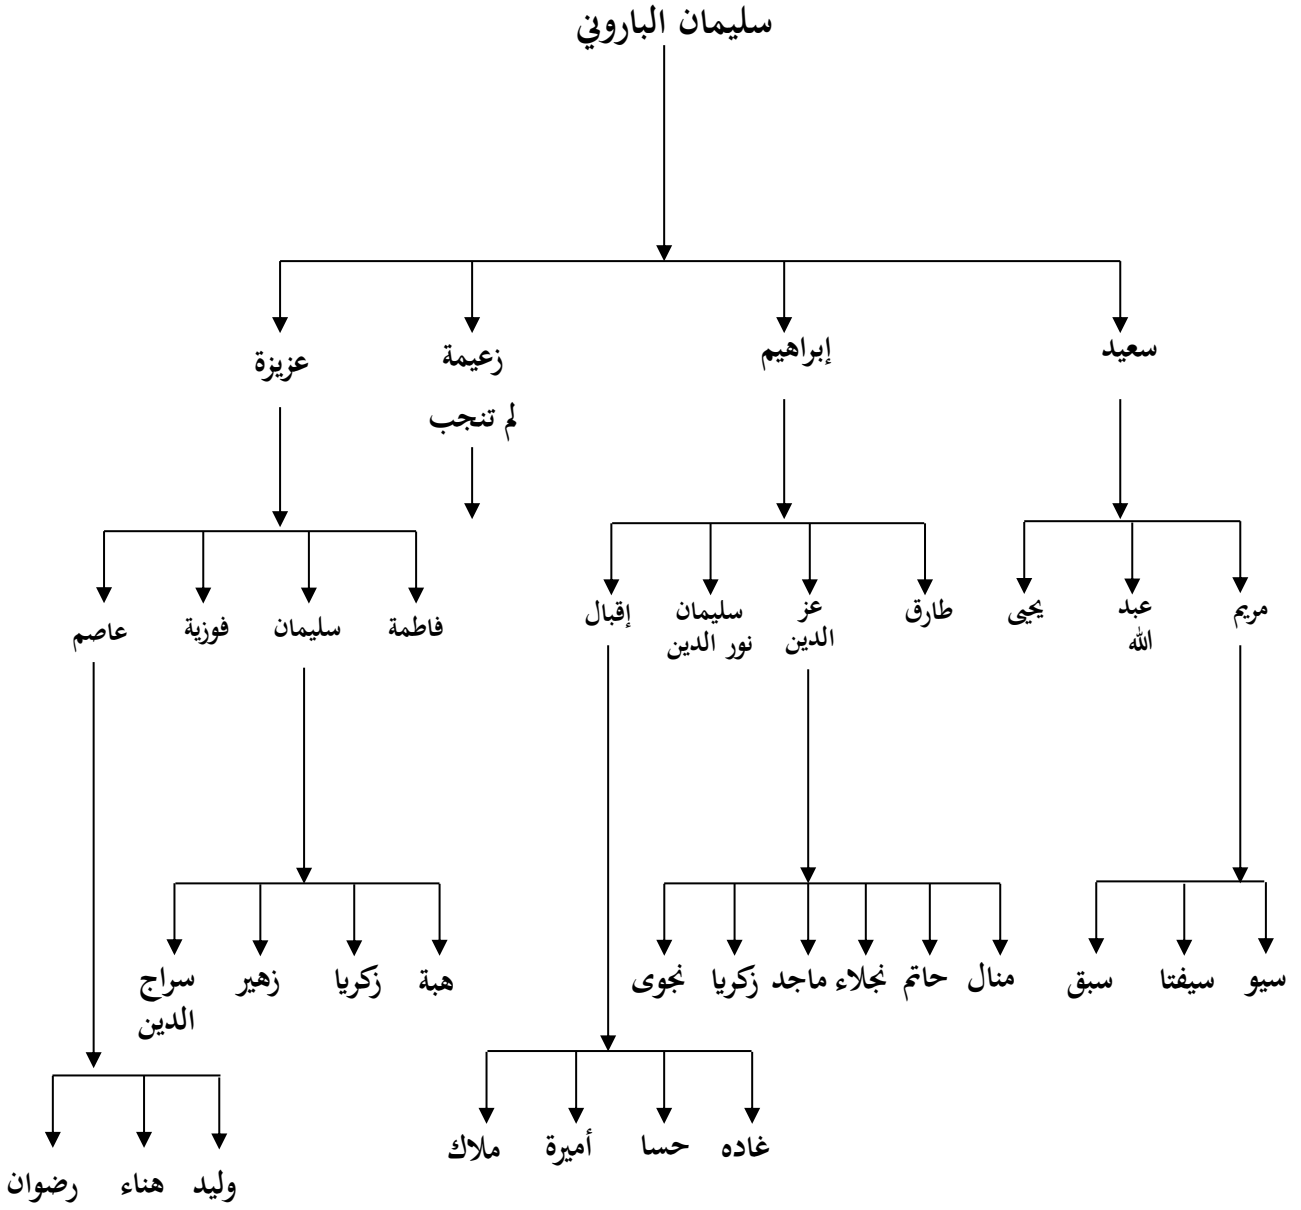 سليمان الباروني
سعيد
إبراهيم
زعيمة
عزيزة
لم تنجب
مريم
عبد
الله
يحيى
طارق
عز
الدين
سليمان
نور الدين
إقبال
فاطمة
سليمان
فوزية
عاصم
سيو
سيفتا
سبق
منال
حاتم
نجلاء
ماجد
زكريا
نجوى
هبة
زكريا
زهير
سراج
الدين
غاده
حسا
أميرة
ملاك
وليد
هناء
رضوان